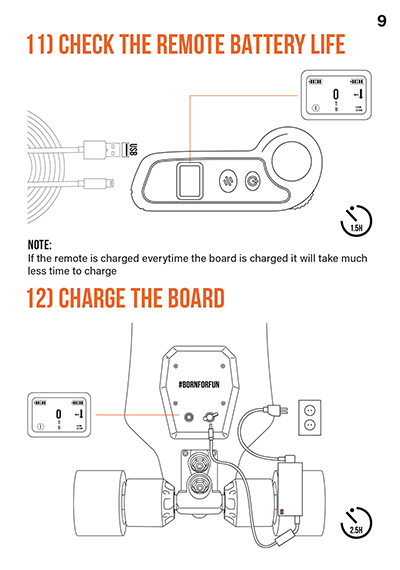 9
11) CHECK THE REMOTE BATTERY LIFE
0
USB
1.5H
NOTE:
If the remote is charged everytime the board is charged it will take much
less time to charge
12) CHARGE THE BOARD
#BORNFORFUN
0
2.5H